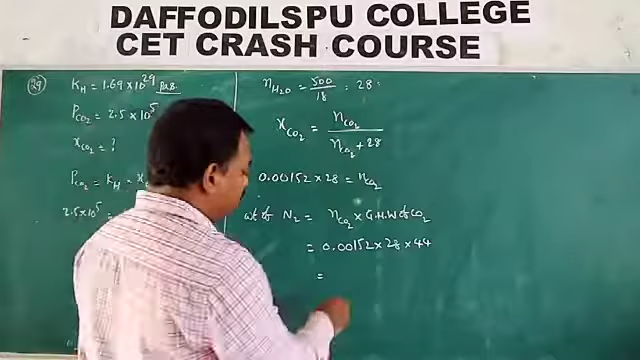 DAFFODILSPU COLLEGE
CET CRASH COURSE
29
K_H = 1.69 × 10^29 Pas.
P_CO₂ = 2.5 × 10^5
x_CO₂ = ?
P_CO₂ = K_H × x
2.5×10^5 =
n_H₂O = 500/18 = 28
x_CO₂ = n_CO₂ / n_CO₂ + 28
0.00152 × 28 = n_CO₂
wt of N₂ = n_CO₂ × G.M.W of CO₂
= 0.00152 × 28 × 44
=